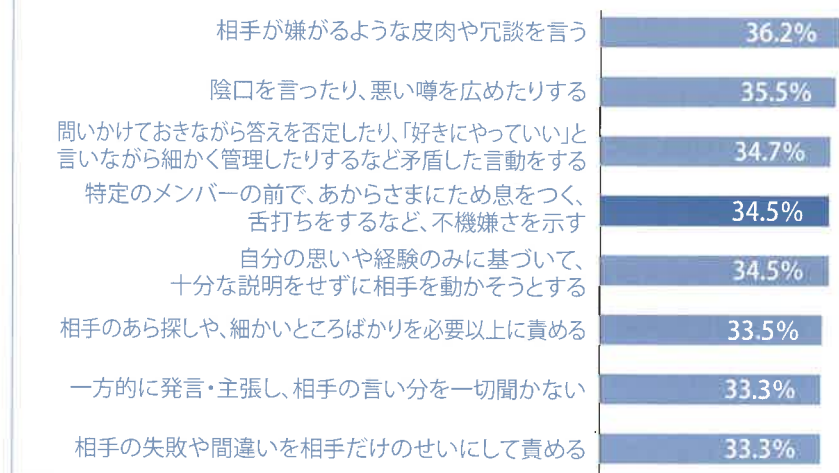 相手が嫌がるような皮肉や冗談を言う 36.2%
陰口を言ったり、悪い噂を広めたりする 35.5%
問いかけておきながら答えを否定したり、「好きにやっていい」と
言いながら細かく管理したりするなど矛盾した言動をする 34.7%
特定のメンバーの前で、あからさまにため息をつく、
舌打ちをするなど、不機嫌さを示す 34.5%
自分の思いや経験のみに基づいて、
十分な説明をせずに相手を動かそうとする 34.5%
相手のあら探しや、細かいところばかりを必要以上に責める 33.5%
一方的に発言・主張し、相手の言い分を一切聞かない 33.3%
相手の失敗や間違いを相手だけのせいにして責める 33.3%